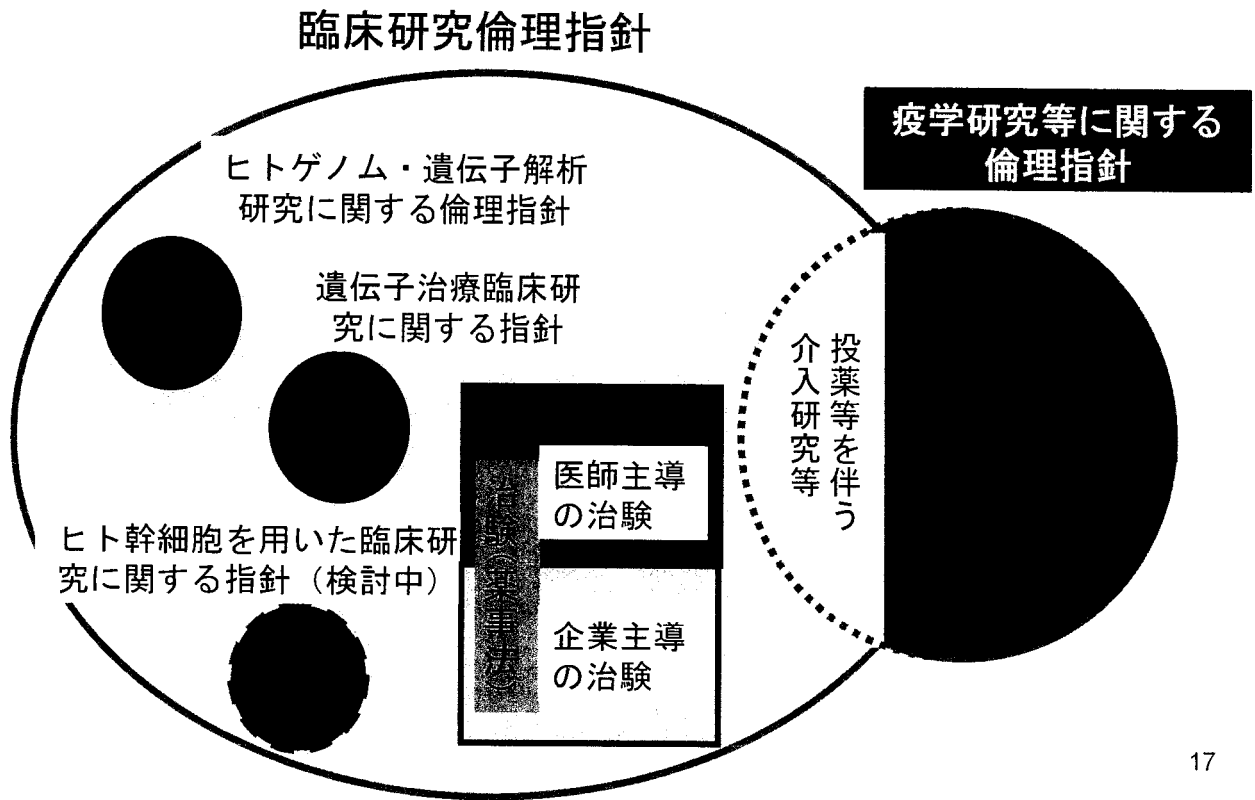 臨床研究倫理指針
疫学研究等に関する
倫理指針
ヒトゲノム・遺伝子解析
研究に関する倫理指針
遺伝子治療臨床研
究に関する指針
投薬等を伴う
介入研究等
医師主導
の治験
治験(薬事法)
ヒト幹細胞を用いた臨床研
究に関する指針（検討中）
企業主導
の治験
17